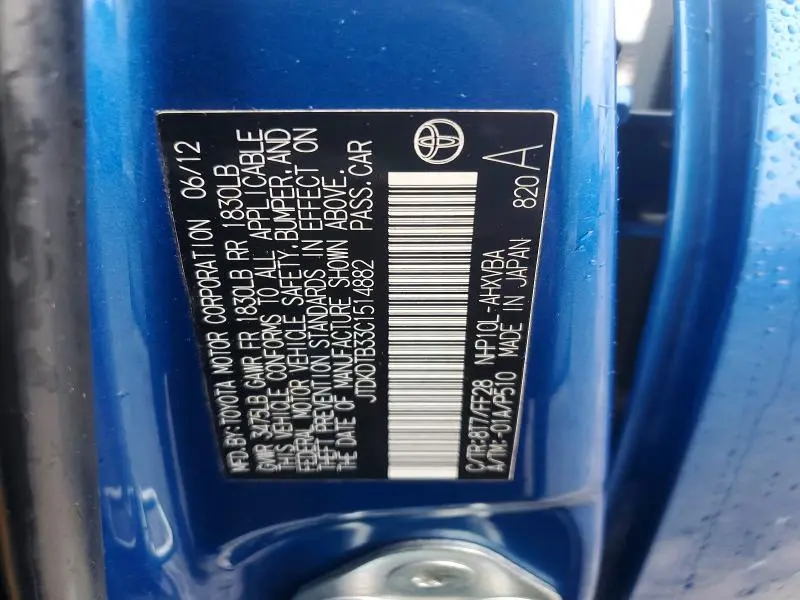 MFD.BY:TOYOTA MOTOR CORPORATION 06/12
GVWR 3475LB GAWR FR 1830LB RR 1830LB
THIS VEHICLE CONFORMS TO ALL APPLICABLE
FEDERAL MOTOR VEHICLE SAFETY,BUMPER,AND
THEFT PREVENTION STANDARDS IN EFFECT ON
THE DATE OF MANUFACTURE SHOWN ABOVE.
JTDKDTB33C1514882 PASS.CAR
C/TR:8T7/FF28 NHP10L-AHXVBA
A/TM:-01A/P510 MADE IN JAPAN
820 A